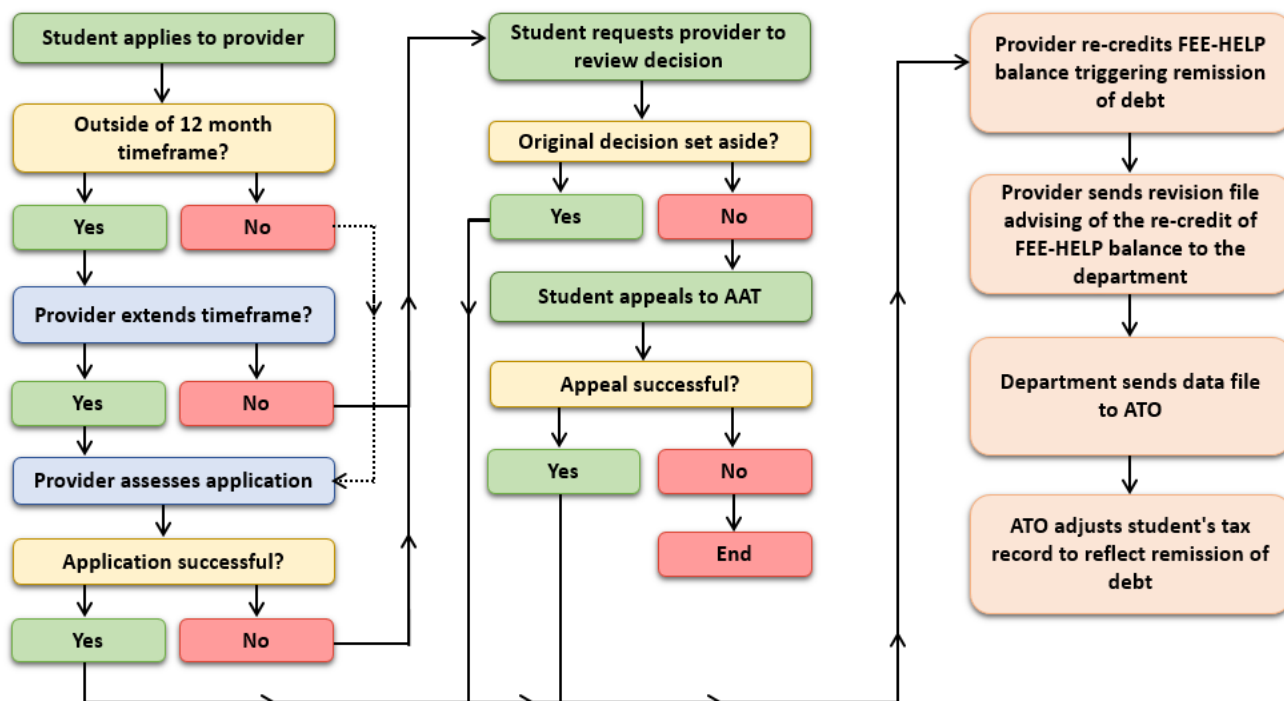 Student applies to provider
Outside of 12 month
timeframe?
Yes
No
Provider extends timeframe?
Yes
No
Provider assesses application
Application successful?
Yes
No
Student requests provider to
review decision
Original decision set aside?
Yes
No
Student appeals to AAT
Appeal successful?
Yes
No
End
Provider re-credits FEE-HELP
balance triggering remission
of debt
Provider sends revision file
advising of the re-credit of
FEE-HELP balance to the
department
Department sends data file
to ATO
ATO adjusts student's tax
record to reflect remission of
debt